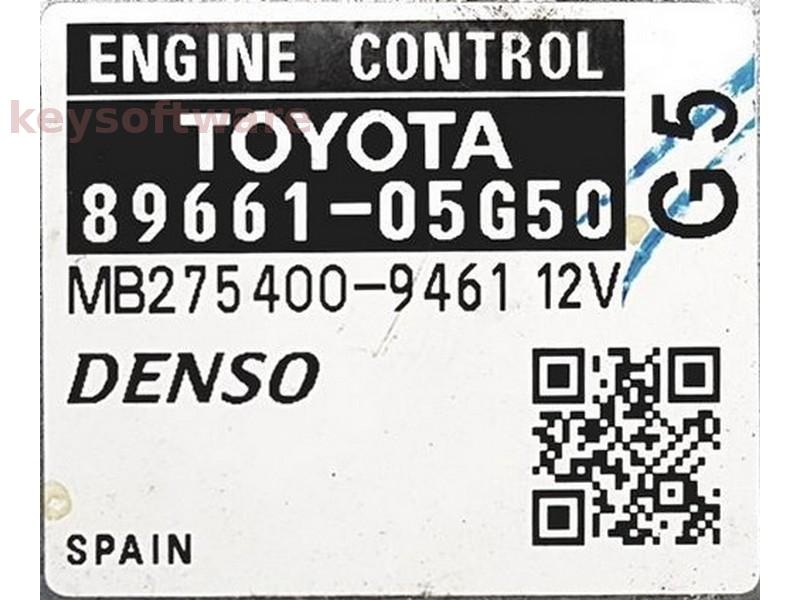 ENGINE CONTROL
keysoftware
TOYOTA
89661-05G50
G5
MB275400-9461 12V
DENSO
SPAIN